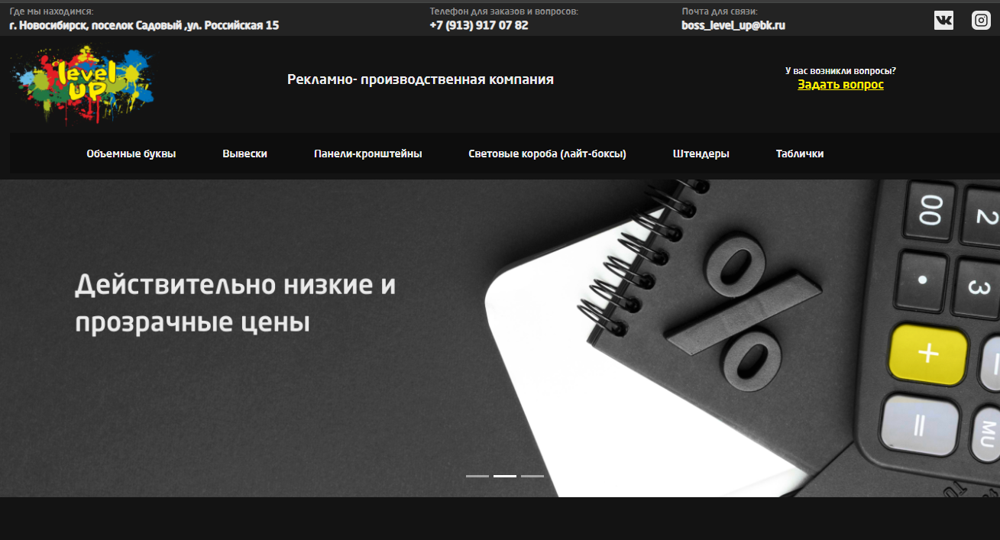 Где мы находимся:
г. Новосибирск, поселок Садовый ,ул. Российская 15
Телефон для заказов и вопросов:
+7 (913) 917 07 82
Почта для связи:
boss_level_up@bk.ru
level
UP
Рекламно- производственная компания
У вас возникли вопросы?
Задать вопрос
Объемные буквы Вывески Панели-кронштейны Световые короба (лайт-боксы) Штендеры Таблички
Действительно низкие и
прозрачные цены
%
00
2
•
3
+
=
MU